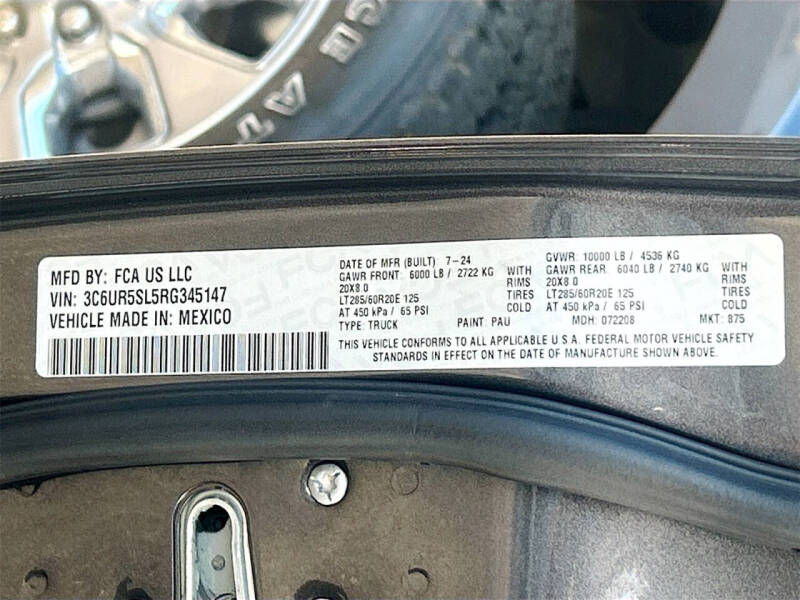 CE AT
MFD BY: FCA US LLC
VIN: 3C6UR5SL5RG345147
VEHICLE MADE IN: MEXICO
DATE OF MFR (BUILT) 7-24 GVWR: 10000 LB / 4536 KG
GAWR FRONT: 6000 LB / 2722 KG WITH GAWR REAR: 6040 LB / 2740 KG WITH
20X8.0 RIMS 20X8.0 RIMS
LT285/60R20E 125 TIRES LT285/60R20E 125 TIRES
AT 450 kPa / 65 PSI COLD AT 450 kPa / 65 PSI COLD
TYPE: TRUCK PAINT: PAU MDH: 072208 MKT: 875
THIS VEHICLE CONFORMS TO ALL APPLICABLE U.S.A. FEDERAL MOTOR VEHICLE SAFETY
STANDARDS IN EFFECT ON THE DATE OF MANUFACTURE SHOWN ABOVE.